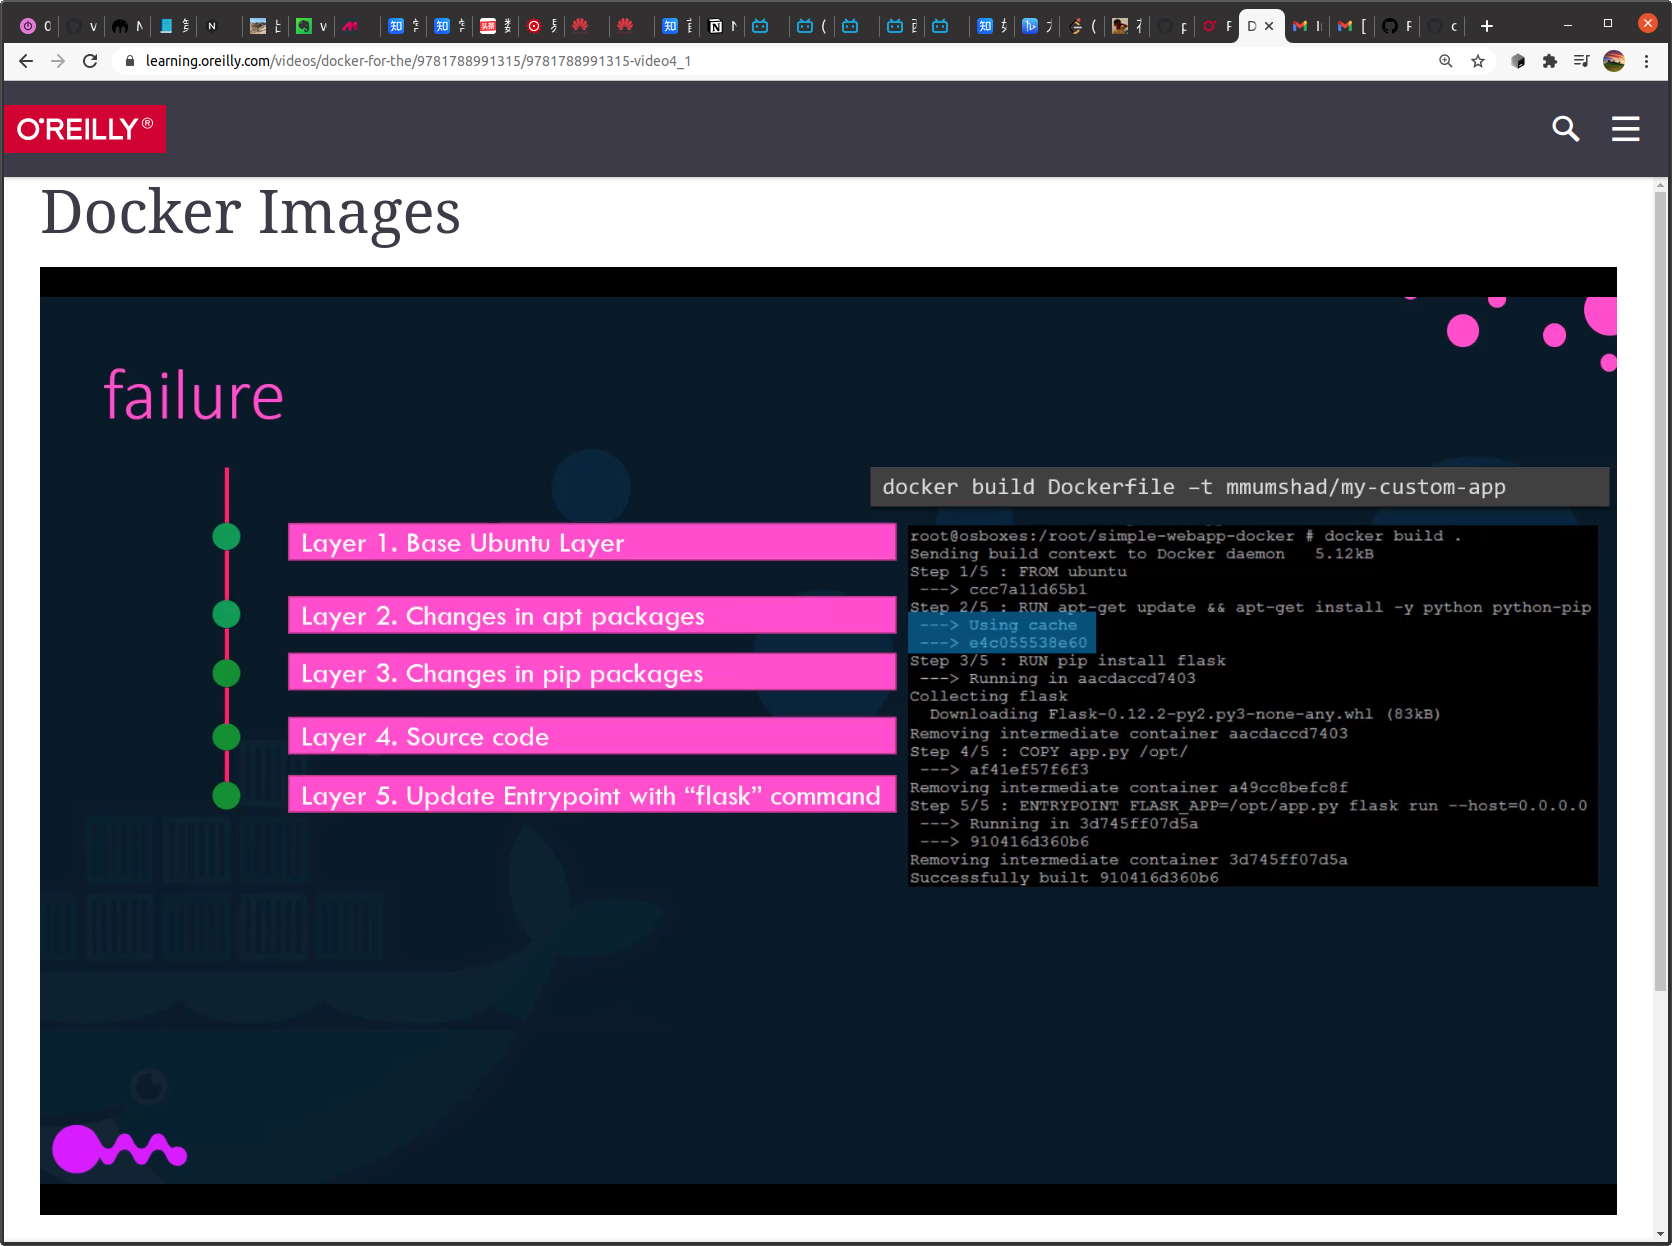 learning.oreilly.com/videos/docker-for-the/9781788991315/9781788991315-video4_1
O'REILLY®
Docker Images
failure
docker build Dockerfile –t mmumshad/my-custom-app
Layer 1. Base Ubuntu Layer
Layer 2. Changes in apt packages
Layer 3. Changes in pip packages
Layer 4. Source code
Layer 5. Update Entrypoint with “flask” command
root@osboxes:/root/simple-webapp-docker # docker build .
Sending build context to Docker daemon   5.12kB
Step 1/5 : FROM ubuntu
---> ccc7a11d65b1
Step 2/5 : RUN apt-get update && apt-get install -y python python-pip
---> Using cache
---> e4c055538e60
Step 3/5 : RUN pip install flask
---> Running in aacdaccd7403
Collecting flask
Downloading Flask-0.12.2-py2.py3-none-any.whl (83kB)
Removing intermediate container aacdaccd7403
Step 4/5 : COPY app.py /opt/
---> af41ef57f6f3
Removing intermediate container a49cc8befc8f
Step 5/5 : ENTRYPOINT FLASK_APP=/opt/app.py flask run --host=0.0.0.0
---> Running in 3d745ff07d5a
---> 910416d360b6
Removing intermediate container 3d745ff07d5a
Successfully built 910416d360b6